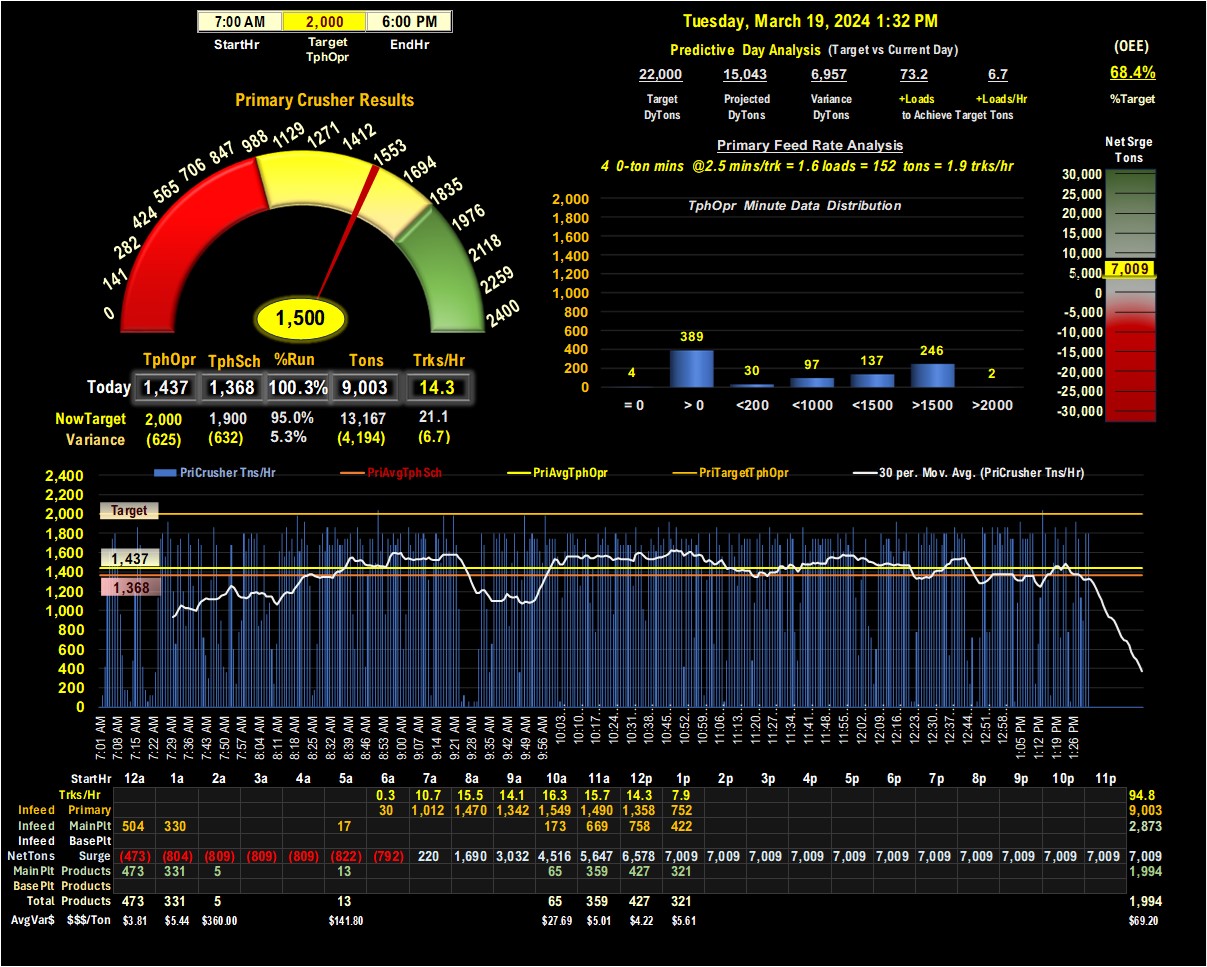 7:00 AM 2,000 6:00 PM
StartHr Target TphOpr EndHr
Tuesday, March 19, 2024 1:32 PM
Predictive Day Analysis (Target vs Current Day)
22,000 15,043 6,957 73.2 6.7
Target DyTons Projected DyTons Variance DyTons +Loads +Loads/Hr
to Achieve Target Tons
(OEE)
68.4%
%Target
Primary Crusher Results
0 141 282 424 565 706 847 988 1129 1271 1412 1553 1694 1835 1976 2118 2259 2400
1,500
TphOpr TphSch %Run Tons Trks/Hr
Today 1,437 1,368 100.3% 9,003 14.3
NowTarget 2,000 1,900 95.0% 13,167 21.1
Variance (625) (632) 5.3% (4,194) (6.7)
Primary Feed Rate Analysis
4 0-ton mins @2.5 mins/trk = 1.6 loads = 152 tons = 1.9 trks/hr
TphOpr Minute Data Distribution
2,000
1,800
1,600
1,400
1,200
1,000
800
600
400
200
0
4 389 30 97 137 246 2
= 0 > 0 <200 <1000 <1500 >1500 >2000
Net Srge
Tons
30,000
25,000
20,000
15,000
10,000
5,000
0
-5,000
-10,000
-15,000
-20,000
-25,000
-30,000
7,009
PriCrusher Tns/Hr PriAvgTphSch PriAvgTphOpr PriTargetTphOpr 30 per. Mov. Avg. (PriCrusher Tns/Hr)
2,400
2,200
2,000
1,800
1,600
1,400
1,200
1,000
800
600
400
200
0
Target
1,437
1,368
7:01 AM 7:08 AM 7:15 AM 7:22 AM 7:29 AM 7:36 AM 7:43 AM 7:50 AM 7:57 AM 8:04 AM 8:11 AM 8:18 AM 8:25 AM 8:32 AM 8:39 AM 8:46 AM 8:53 AM 9:00 AM 9:07 AM 9:14 AM 9:21 AM 9:28 AM 9:35 AM 9:42 AM 9:49 AM 9:56 AM 10:03… 10:10… 10:17… 10:24… 10:31… 10:38… 10:45… 10:52… 10:59… 11:06… 11:13… 11:20… 11:27… 11:34… 11:41… 11:48… 11:55… 12:02… 12:09… 12:16… 12:23… 12:30… 12:37… 12:44… 12:51… 12:58… 1:05 PM 1:12 PM 1:19 PM 1:26 PM
StartHr 12a 1a 2a 3a 4a 5a 6a 7a 8a 9a 10a 11a 12p 1p 2p 3p 4p 5p 6p 7p 8p 9p 10p 11p
Trks/Hr 0.3 10.7 15.5 14.1 16.3 15.7 14.3 7.9 94.8
Infeed Primary 30 1,012 1,470 1,342 1,549 1,490 1,358 752 9,003
Infeed MainPlt 504 330 17 173 669 758 422 2,873
Infeed BasePlt
NetTons Surge (473) (804) (809) (809) (809) (822) (792) 220 1,690 3,032 4,516 5,647 6,578 7,009 7,009 7,009 7,009 7,009 7,009 7,009 7,009 7,009 7,009 7,009 7,009
MainPlt Products 473 331 5 13 65 359 427 321 1,994
BasePlt Products
Total Products 473 331 5 13 65 359 427 321 1,994
AvgVar$ $$$/Ton $3.81 $5.44 $360.00 $141.80 $27.69 $5.01 $4.22 $5.61 $69.20